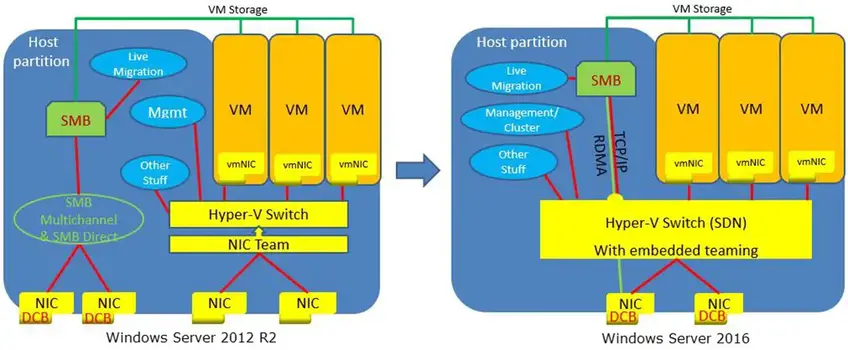 VM Storage
Host
partition
Live
Migration
Mgmt
SMB
Other
Stuff
VM
VM
VM
vmNIC
vmNIC
vmNIC
SMB
Multichannel
& SMB Direct
Hyper-V Switch
NIC Team
NIC
DCB
NIC
DCB
NIC
NIC
Windows Server 2012 R2
VM Storage
Host partition
Live
Migration
SMB
Management/
Cluster
Other
Stuff
TCP/IP
RDMA
VM
VM
VM
vmNIC
vmNIC
vmNIC
Hyper-V Switch (SDN)
With embedded teaming
NIC
DCB
NIC
DCB
Windows Server 2016